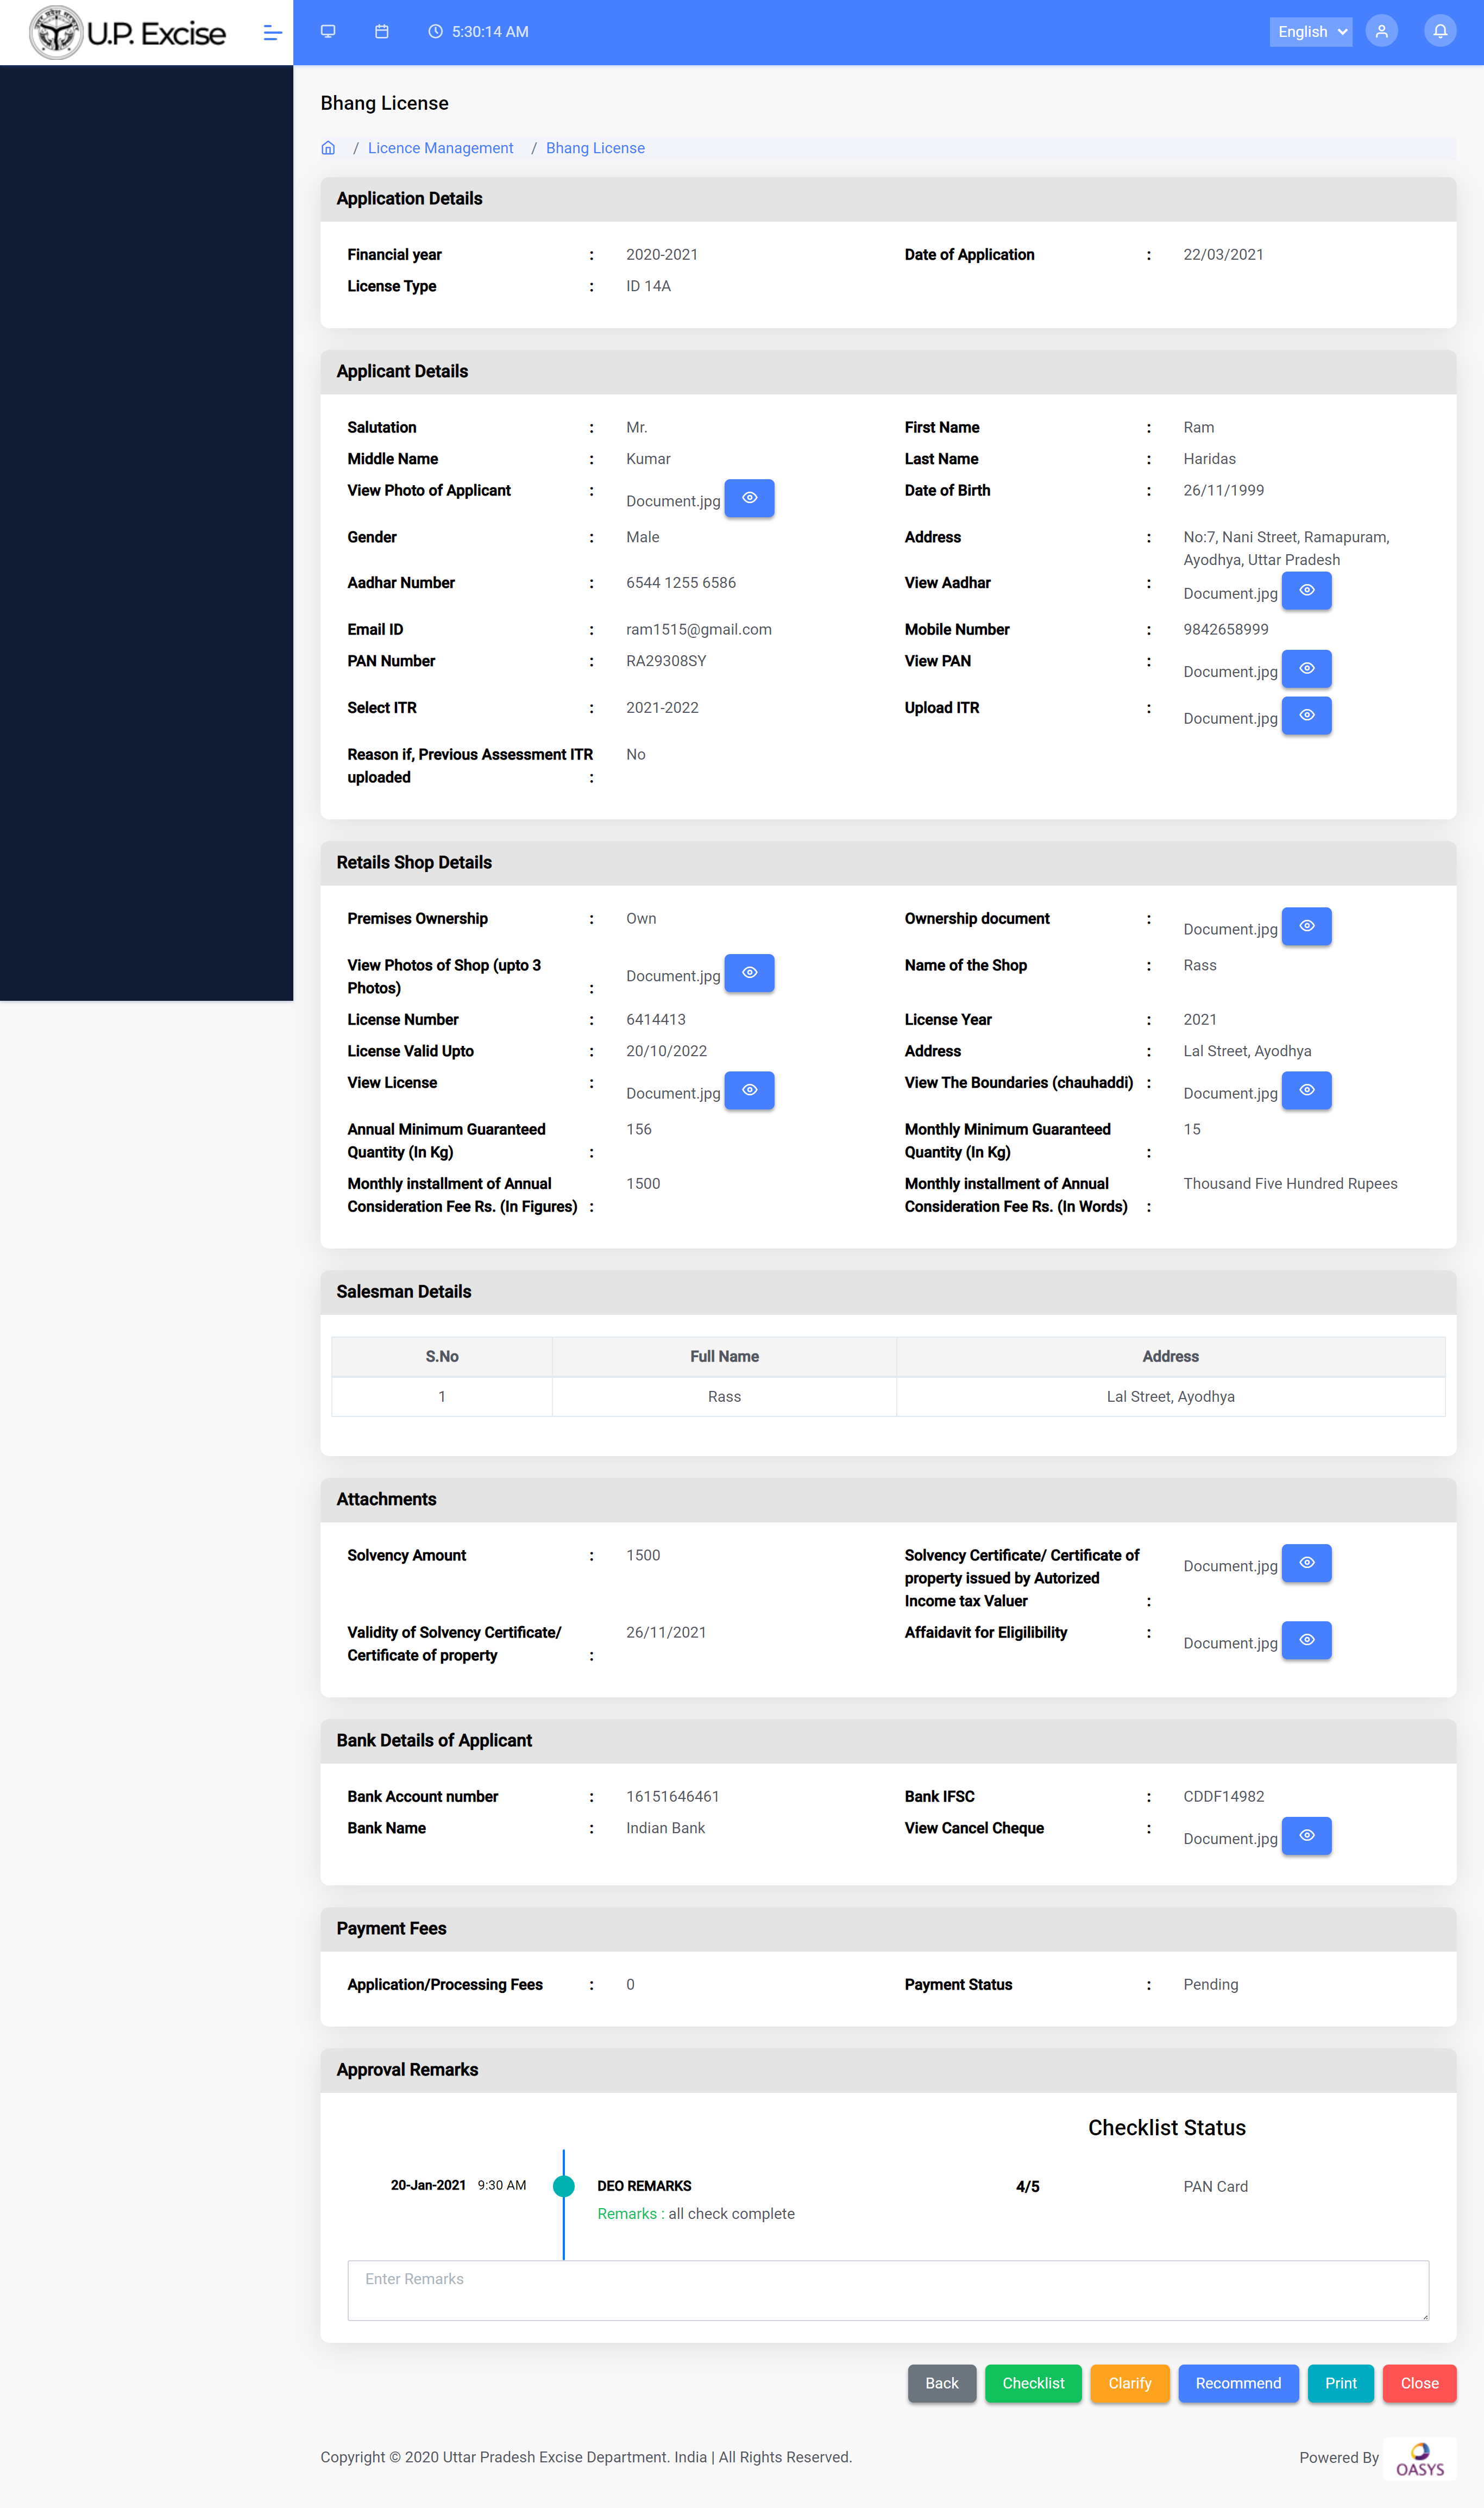 U.P. Excise
5:30:14 AM
English
Bhang License
/ Licence Management / Bhang License
Application Details
Financial year : 2020-2021 Date of Application : 22/03/2021
License Type : ID 14A
Applicant Details
Salutation : Mr. First Name : Ram
Middle Name : Kumar Last Name : Haridas
View Photo of Applicant : Document.jpg Date of Birth : 26/11/1999
Gender : Male Address : No:7, Nani Street, Ramapuram,
Ayodhya, Uttar Pradesh
Aadhar Number : 6544 1255 6586 View Aadhar : Document.jpg
Email ID : ram1515@gmail.com Mobile Number : 9842658999
PAN Number : RA29308SY View PAN : Document.jpg
Select ITR : 2021-2022 Upload ITR : Document.jpg
Reason if, Previous Assessment ITR No
uploaded :
Retails Shop Details
Premises Ownership : Own Ownership document : Document.jpg
View Photos of Shop (upto 3 Document.jpg Name of the Shop : Rass
Photos) :
License Number : 6414413 License Year : 2021
License Valid Upto : 20/10/2022 Address : Lal Street, Ayodhya
View License : Document.jpg View The Boundaries (chauhaddi) : Document.jpg
Annual Minimum Guaranteed 156 Monthly Minimum Guaranteed 15
Quantity (In Kg) : Quantity (In Kg) :
Monthly installment of Annual 1500 Monthly installment of Annual Thousand Five Hundred Rupees
Consideration Fee Rs. (In Figures) : Consideration Fee Rs. (In Words) :
Salesman Details
S.No Full Name Address
1 Rass Lal Street, Ayodhya
Attachments
Solvency Amount : 1500 Solvency Certificate/ Certificate of Document.jpg
property issued by Autorized
Income tax Valuer :
Validity of Solvency Certificate/ 26/11/2021 Affaidavit for Eligilibility : Document.jpg
Certificate of property :
Bank Details of Applicant
Bank Account number : 16151646461 Bank IFSC : CDDF14982
Bank Name : Indian Bank View Cancel Cheque : Document.jpg
Payment Fees
Application/Processing Fees : 0 Payment Status : Pending
Approval Remarks
Checklist Status
20-Jan-2021 9:30 AM DEO REMARKS 4/5 PAN Card
Remarks : all check complete
Enter Remarks
Back Checklist Clarify Recommend Print Close
Copyright © 2020 Uttar Pradesh Excise Department. India | All Rights Reserved. Powered By OASYS